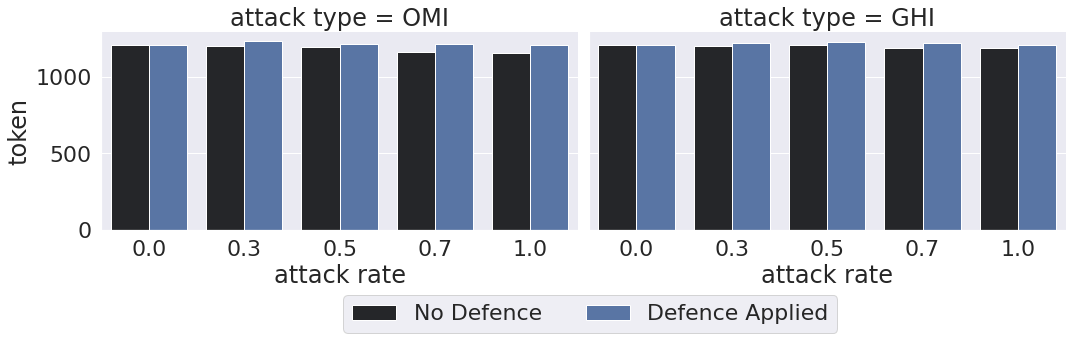 attack type = OMI
attack type = GHI
token
1000
500
0
0.0 0.3 0.5 0.7 1.0
0.0 0.3 0.5 0.7 1.0
attack rate
attack rate
No Defence
Defence Applied